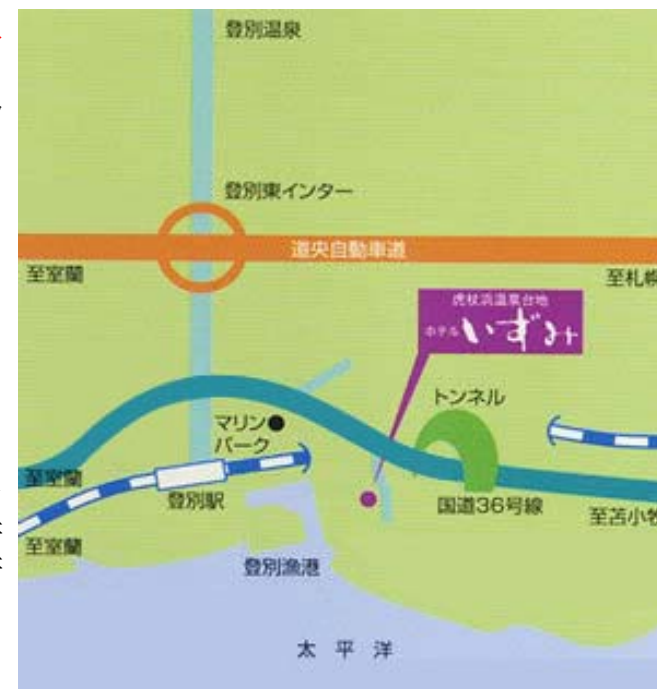 登別温泉
登別東インター
道央自動車道
至室蘭
至札幌
虎杖浜温泉台地
ホテル いずみ
トンネル
マリン
パーク
至室蘭
登別駅
国道36号線
至苫小牧
至室蘭
登別漁港
太平洋